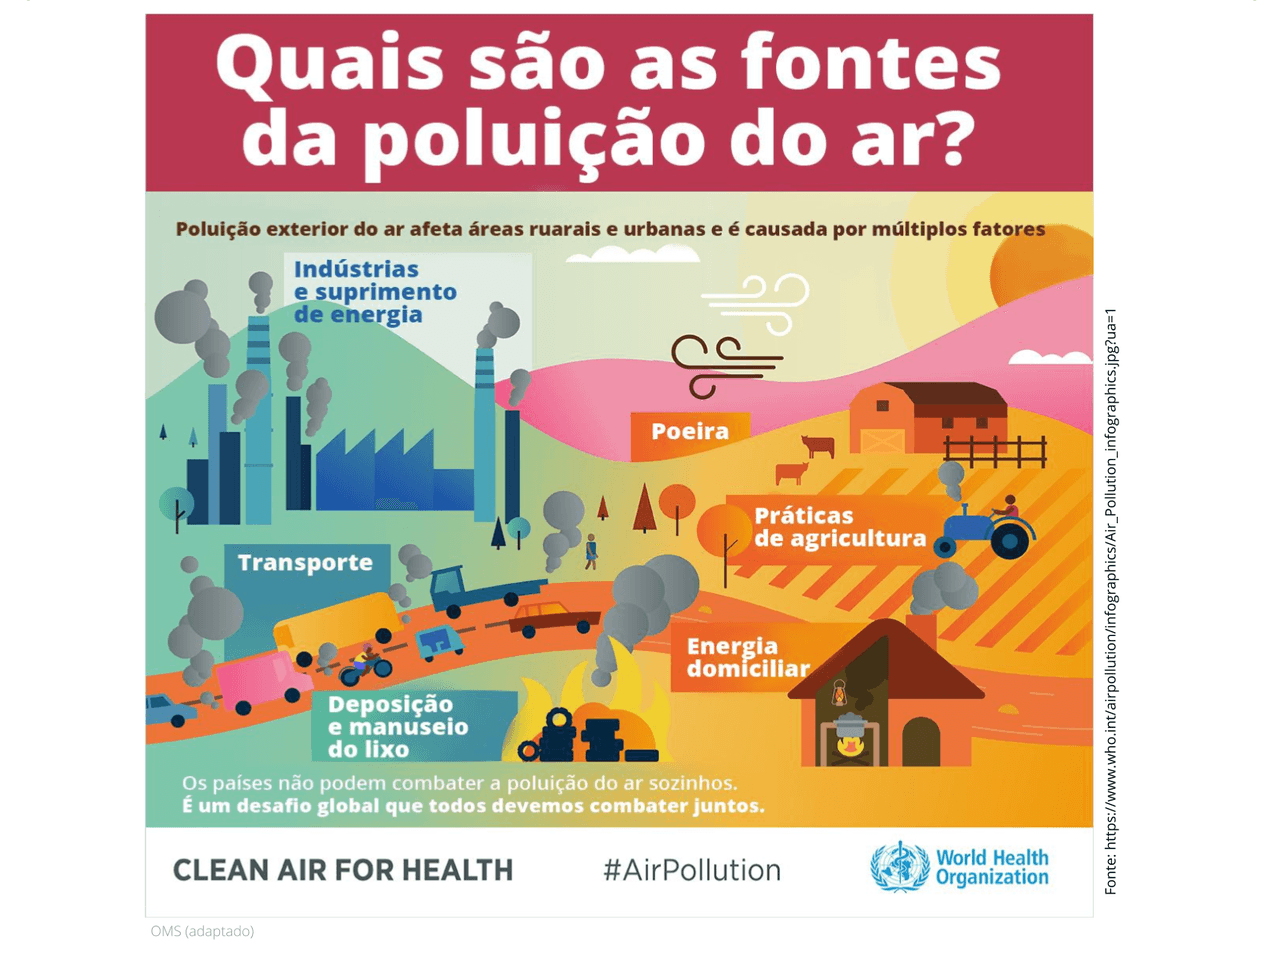 Quais são as fontes
da poluição do ar?
Poluição exterior do ar afeta áreas ruarais e urbanas e é causada por múltiplos fatores
Indústrias
e suprimento
de energia
Poeira
Práticas
de agricultura
Transporte
Energia
domiciliar
Deposição
e manuseio
do lixo
Os países não podem combater a poluição do ar sozinhos.
É um desafio global que todos devemos combater juntos.
CLEAN AIR FOR HEALTH
#AirPollution
World Health
Organization
OMS (adaptado)
Fonte: https://www.who.int/airpollution/infographics/Air_Pollution_infographics.jpg?ua=1